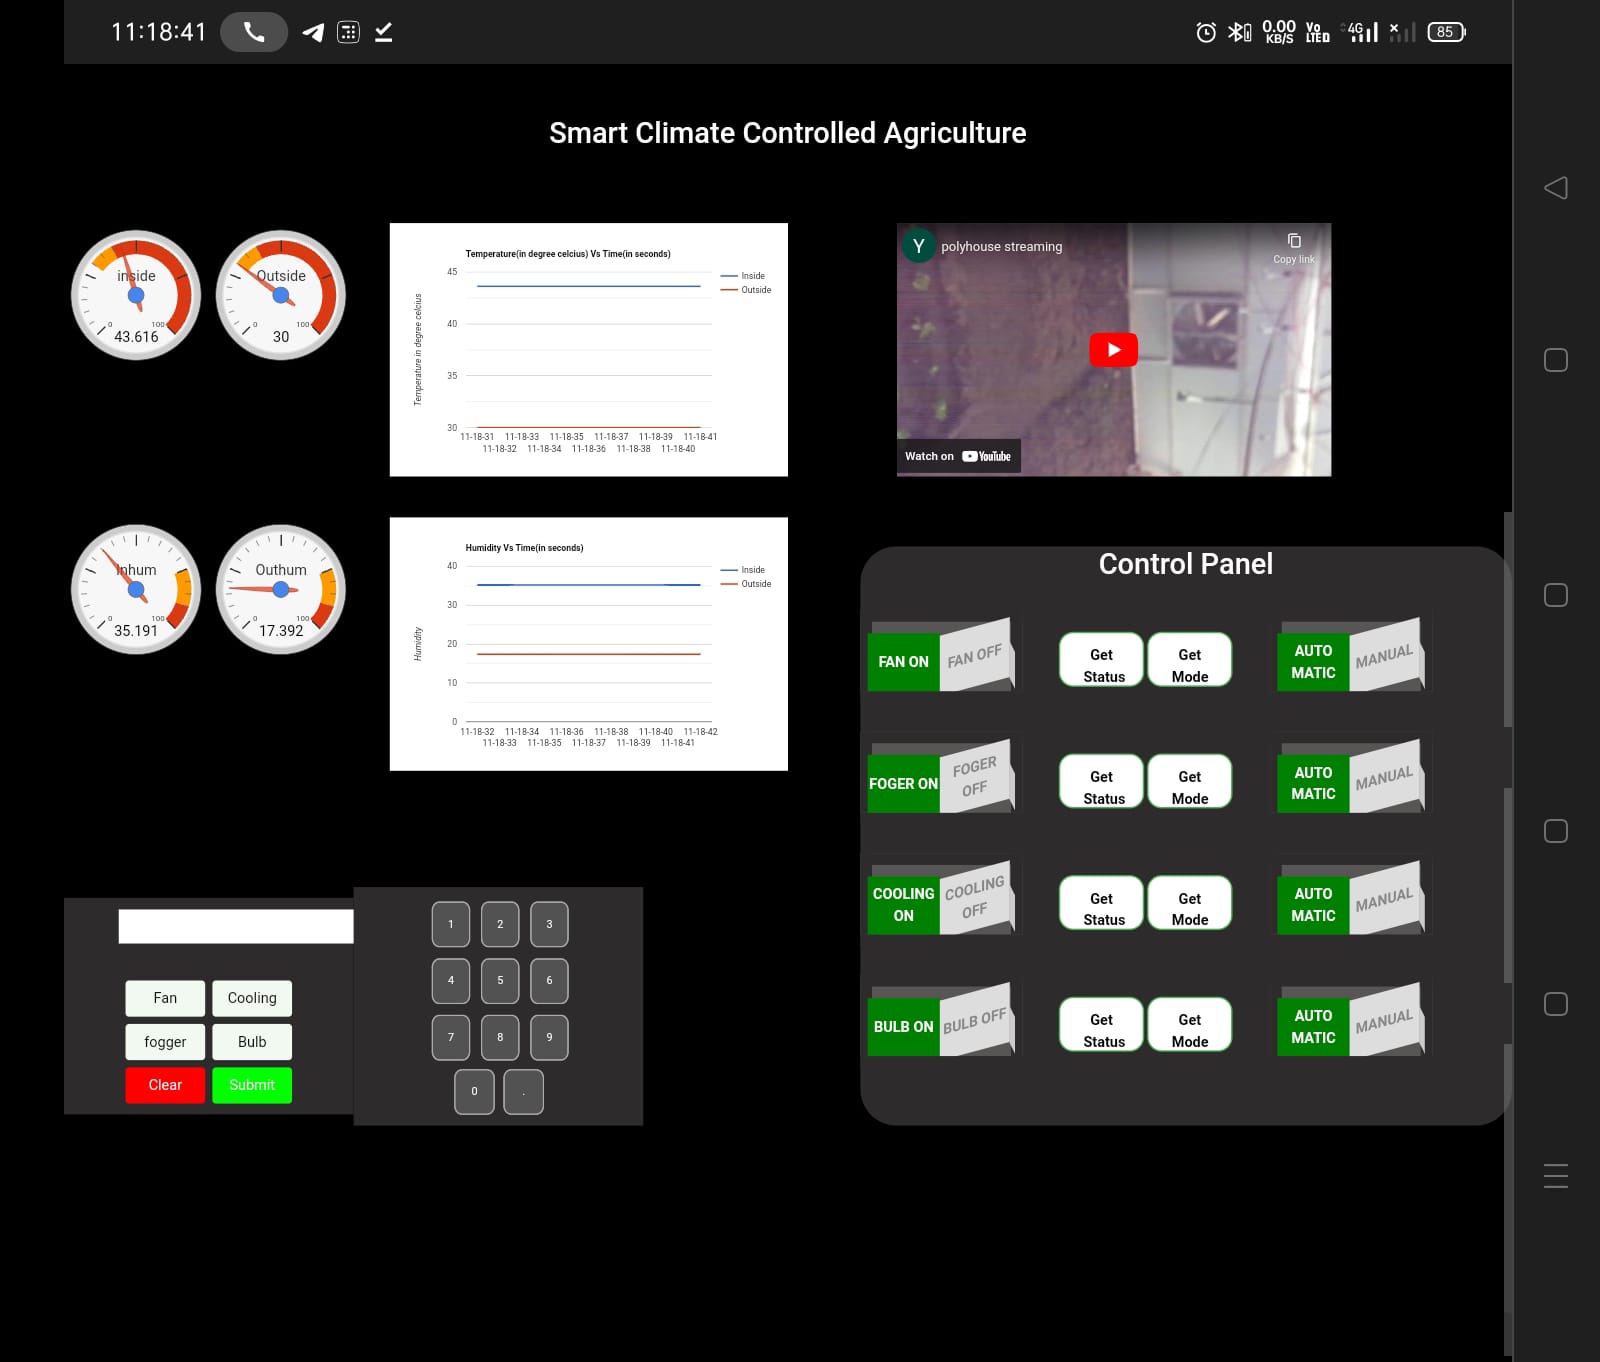 11:18:41
0.00
KB/S
Vo
LTE D
4G
85
Smart Climate Controlled Agriculture
inside
0
100
43.616
Outside
0
100
30
Temperature(in degree celcius) Vs Time(in seconds)
Temperature in degree celcius
45
40
35
30
Inside
Outside
11-18-31 11-18-33 11-18-35 11-18-37 11-18-39 11-18-41
11-18-32 11-18-34 11-18-36 11-18-38 11-18-40
Y
polyhouse streaming
Copy link
Watch on YouTube
Inhum
0
100
35.191
Outhum
0
100
17.392
Humidity Vs Time(in seconds)
Humidity
40
30
20
10
0
Inside
Outside
11-18-32 11-18-34 11-18-36 11-18-38 11-18-40 11-18-42
11-18-33 11-18-35 11-18-37 11-18-39 11-18-41
Control Panel
FAN ON
FAN OFF
Get
Status
Get
Mode
AUTO
MATIC
MANUAL
FOGER ON
FOGER
OFF
Get
Status
Get
Mode
AUTO
MATIC
MANUAL
COOLING
ON
COOLING
OFF
Get
Status
Get
Mode
AUTO
MATIC
MANUAL
BULB ON
BULB OFF
Get
Status
Get
Mode
AUTO
MATIC
MANUAL
Fan
Cooling
fogger
Bulb
Clear
Submit
1 2 3
4 5 6
7 8 9
0 .